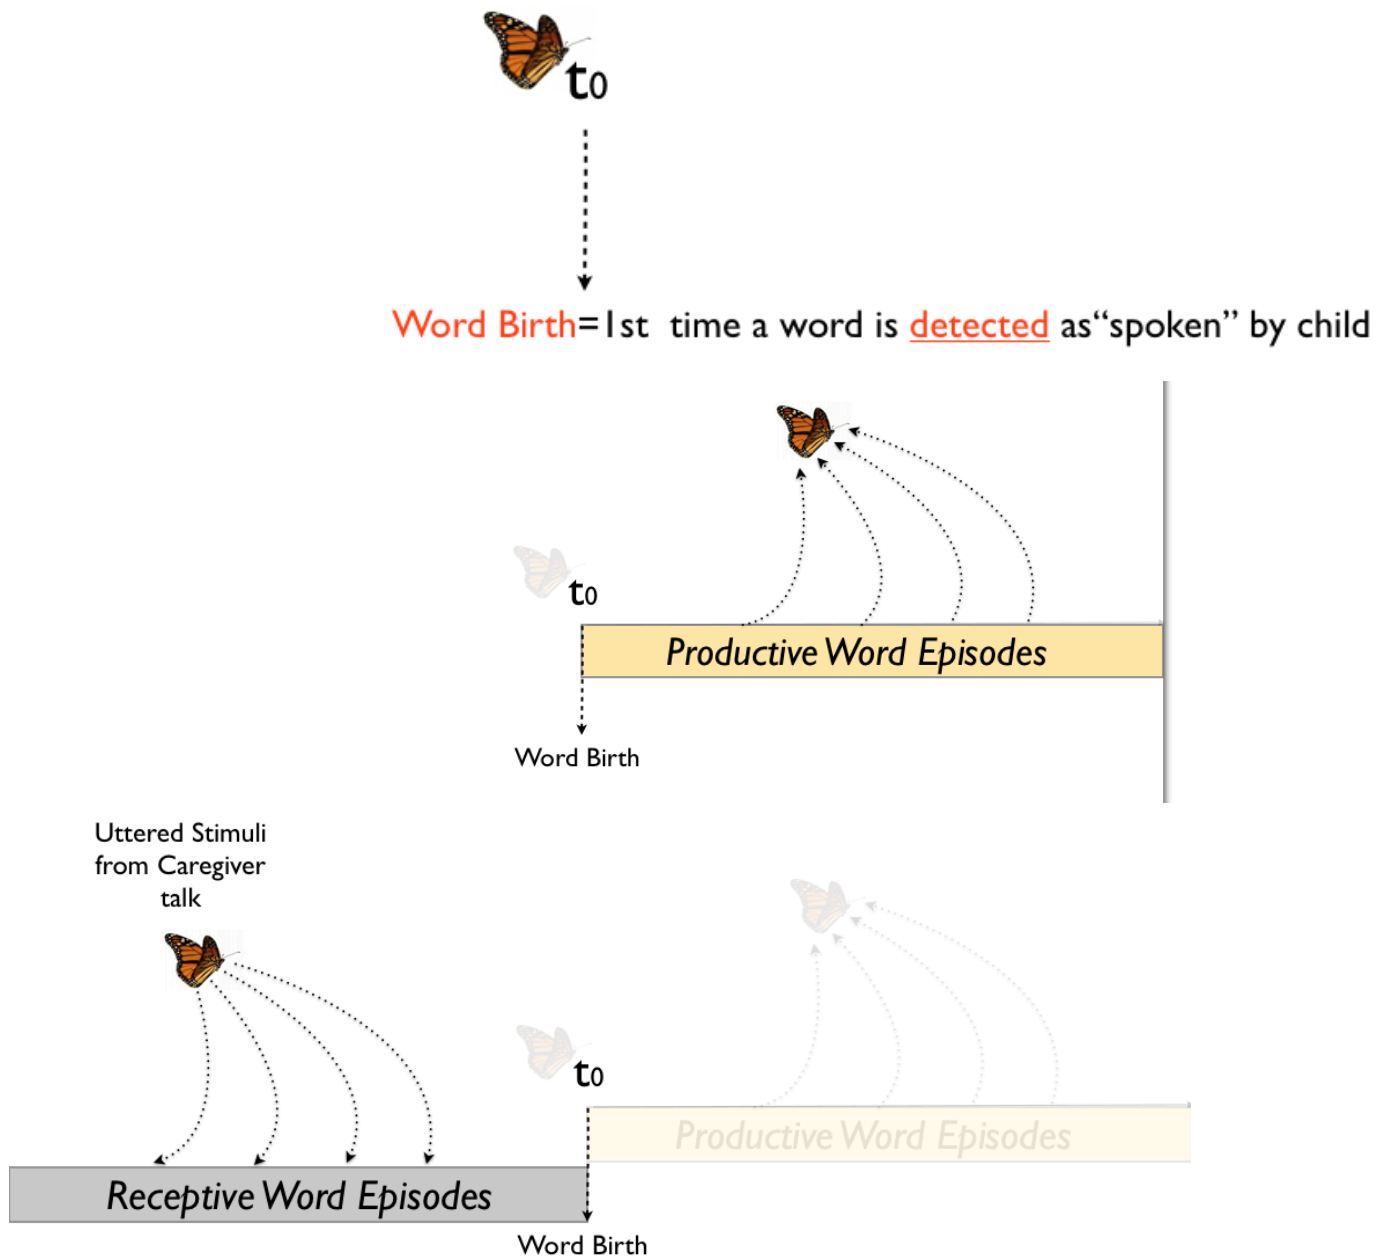 t0
Word Birth=1st time a word is detected as“spoken” by child
t0
Productive Word Episodes
Word Birth
Uttered Stimuli
from Caregiver
talk
t0
Productive Word Episodes
Receptive Word Episodes
Word Birth